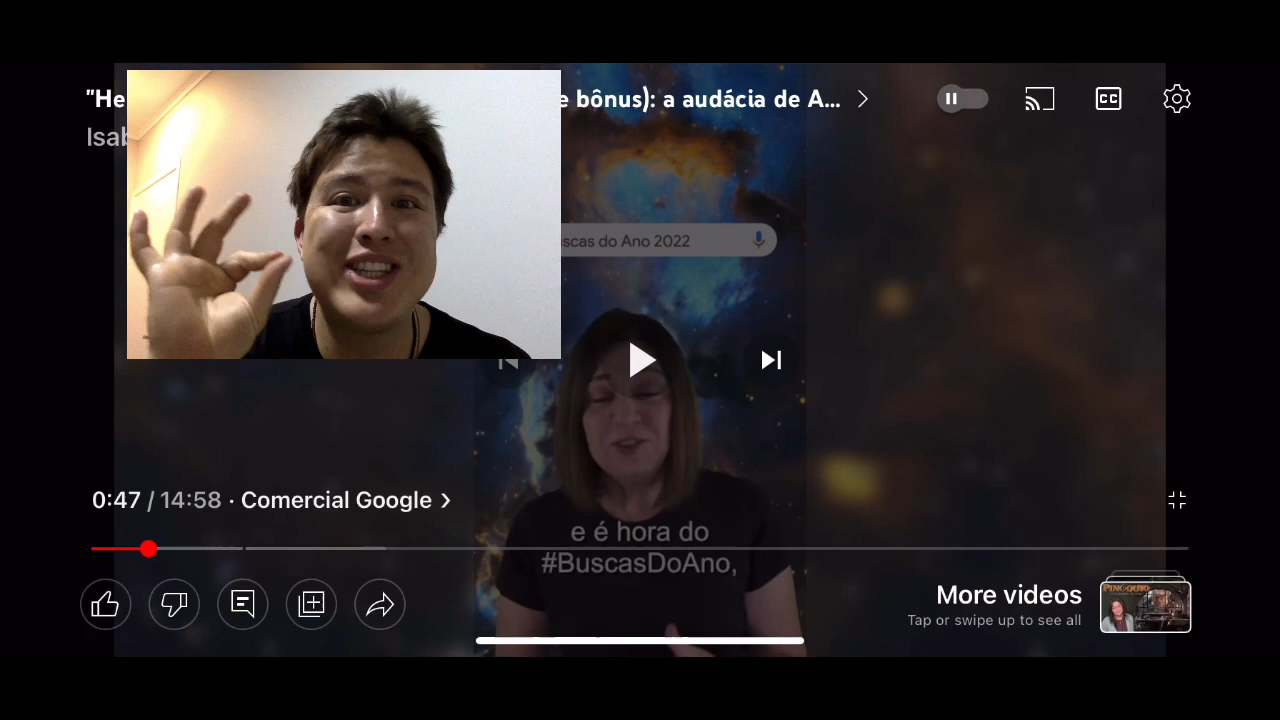 "He
e bônus): a audácia de A...
Isab
scas do Ano 2022
0:47 / 14:58 · Comercial Google
e é hora do
#BuscasDoAno,
More videos
Tap or swipe up to see all
PINÓQUIO